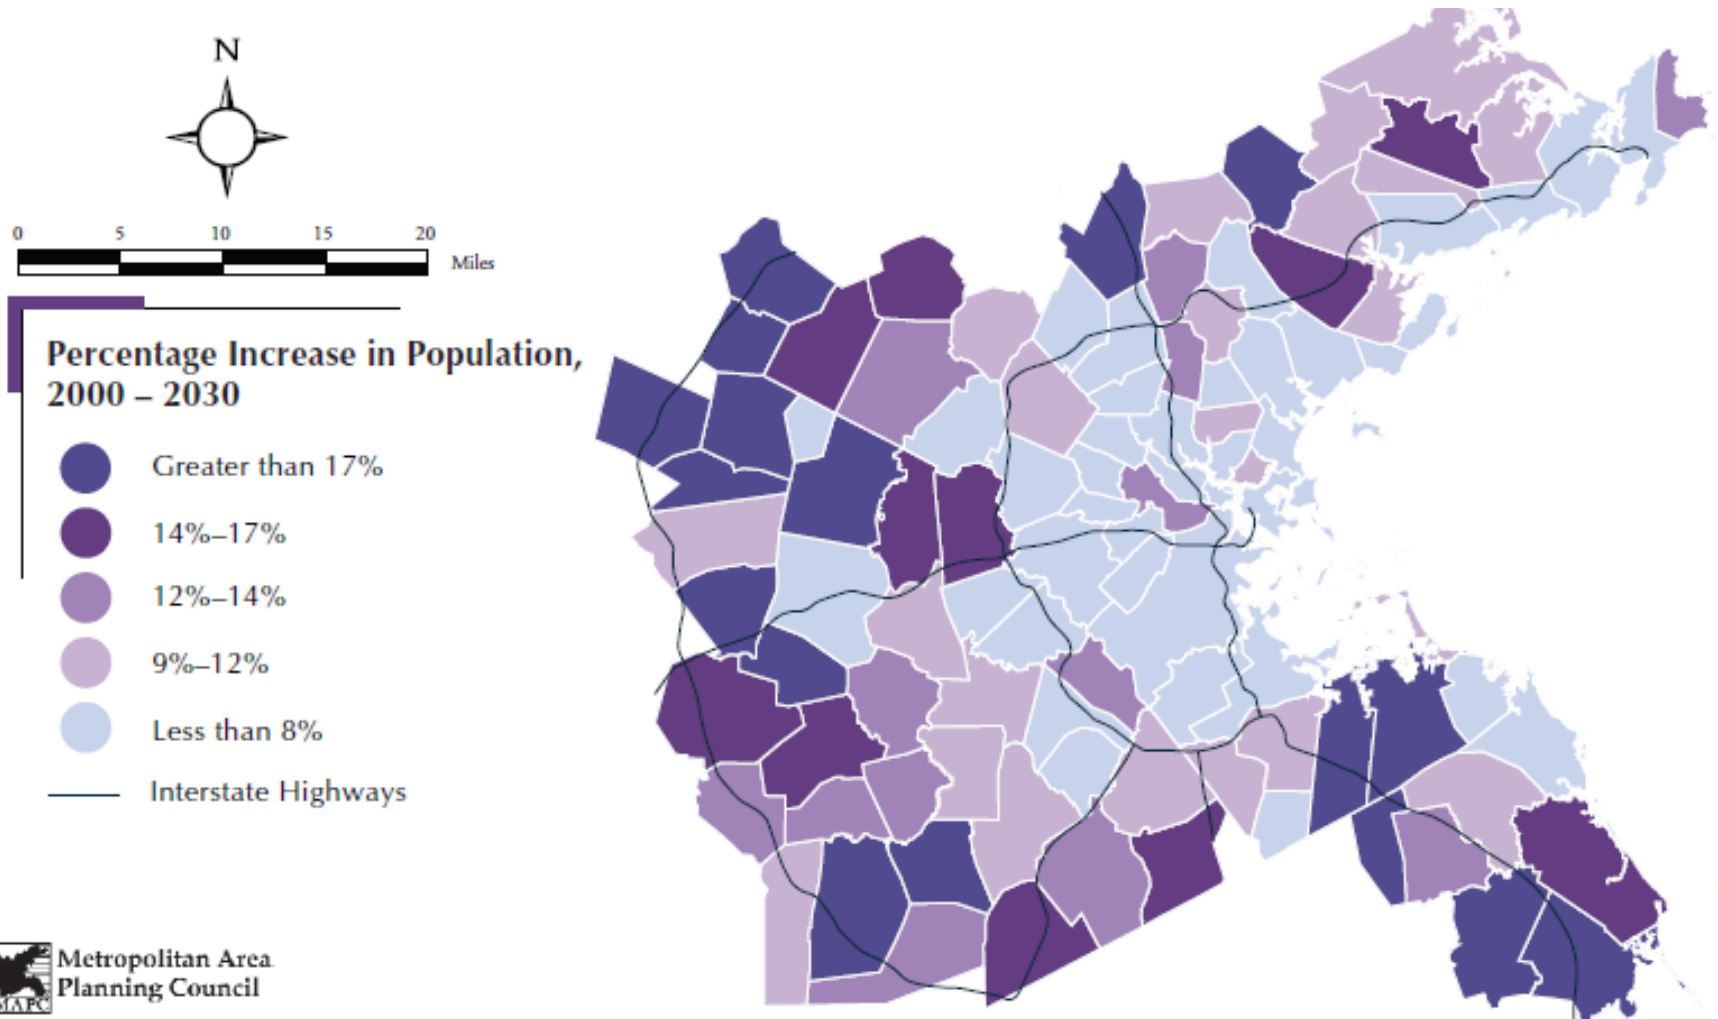 N
0 5 10 15 20
Miles
Percentage Increase in Population,
2000 – 2030
Greater than 17%
14%–17%
12%–14%
9%–12%
Less than 8%
Interstate Highways
Metropolitan Area
Planning Council
MAPC